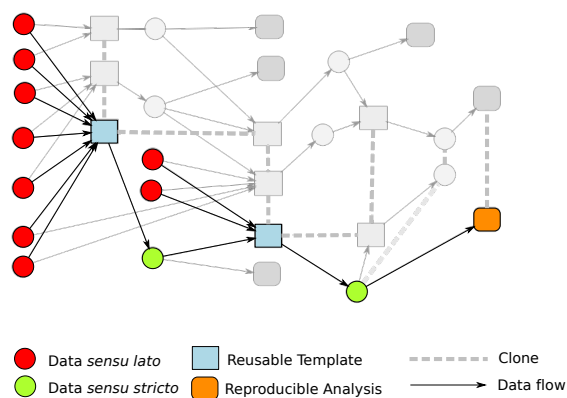 Data sensu lato
Reusable Template
Clone
Data sensu stricto
Reproducible Analysis
Data flow